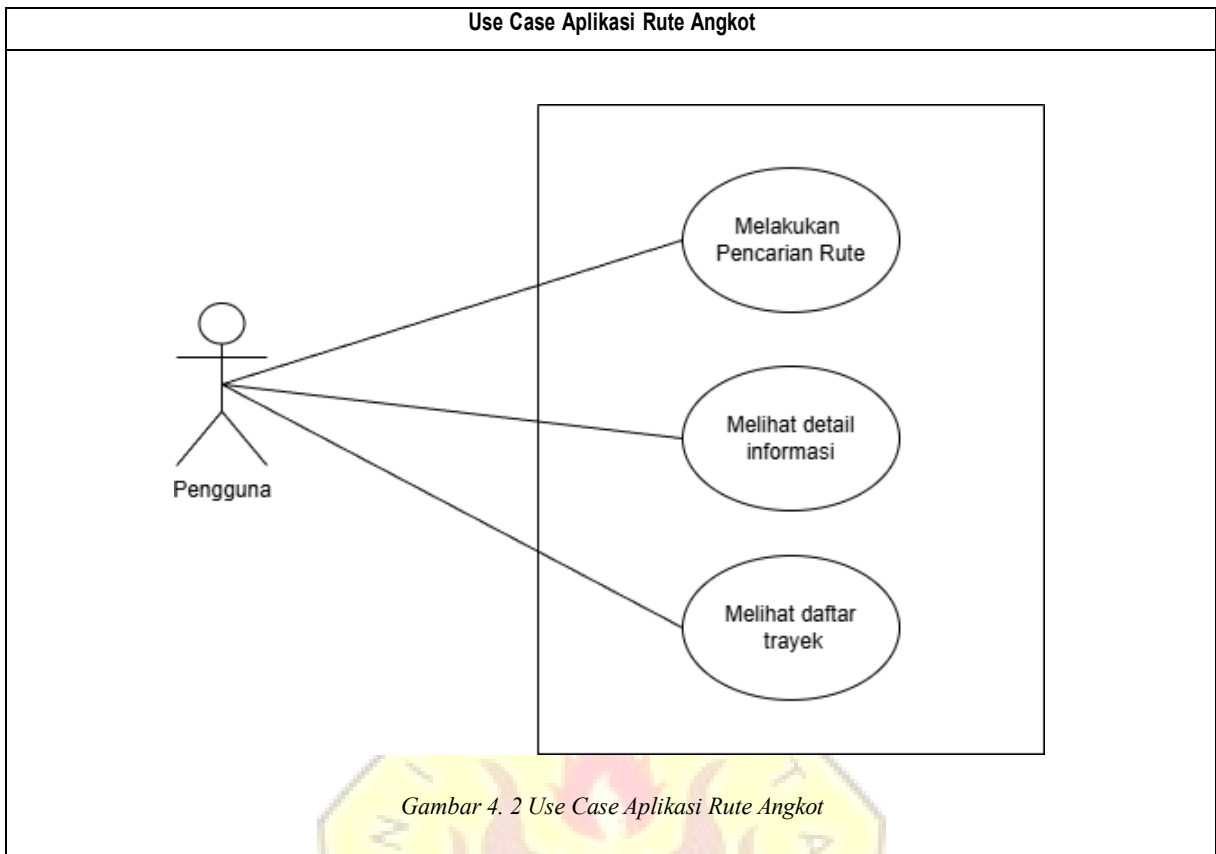 Use Case Aplikasi Rute Angkot
Melakukan
Pencarian Rute
Melihat detail
informasi
Pengguna
Melihat daftar
trayek
Gambar 4. 2 Use Case Aplikasi Rute Angkot
I
N
T
A